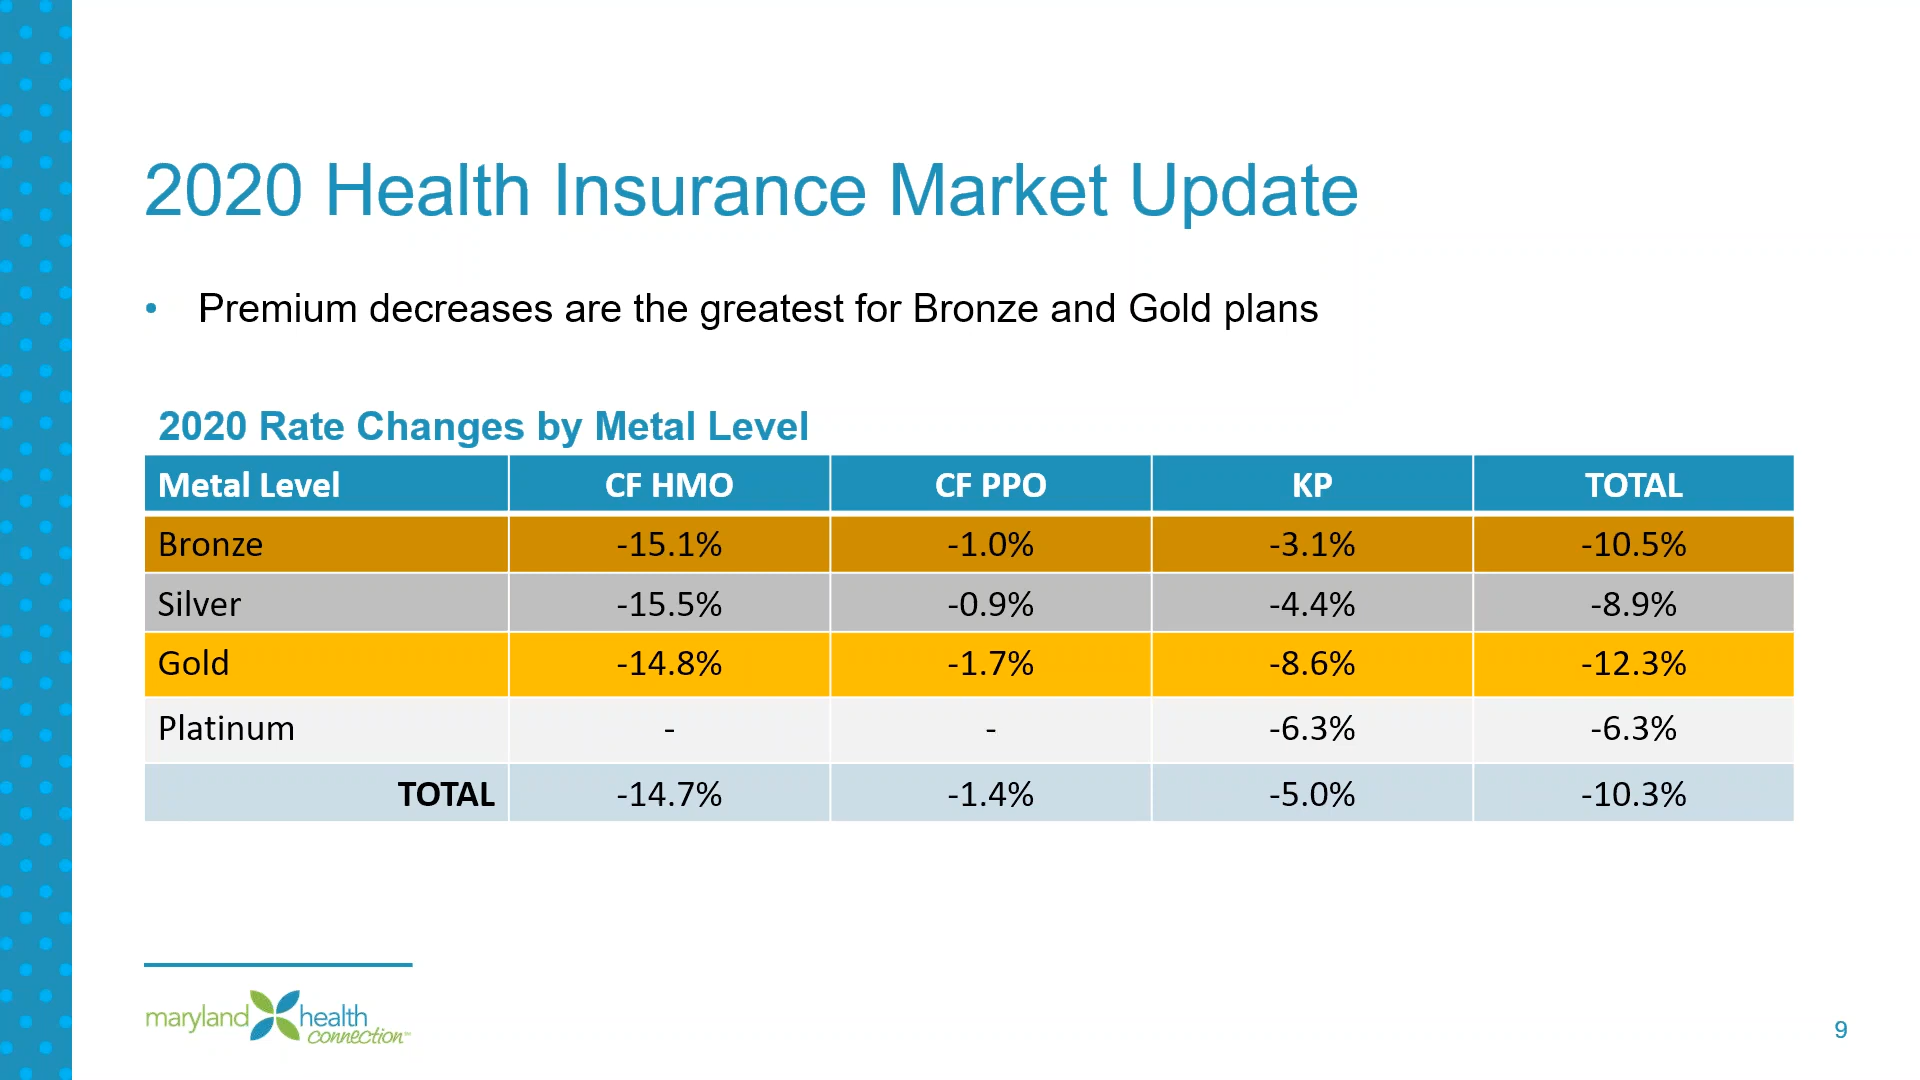 2020 Health Insurance Market Update
• Premium decreases are the greatest for Bronze and Gold plans
2020 Rate Changes by Metal Level
Metal Level CF HMO CF PPO KP TOTAL
Bronze -15.1% -1.0% -3.1% -10.5%
Silver -15.5% -0.9% -4.4% -8.9%
Gold -14.8% -1.7% -8.6% -12.3%
Platinum - - -6.3% -6.3%
TOTAL -14.7% -1.4% -5.0% -10.3%
maryland health
connection™
9